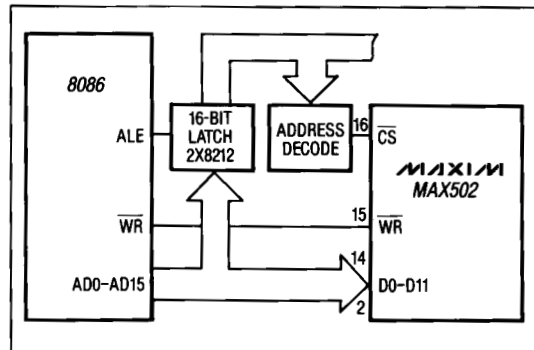 8086
ALE
WR
AD0-AD15
16-BIT
LATCH
2X8212
ADDRESS
DECODE
16
CS
MAXIM
MAX502
15
WR
14
D0-D11
2